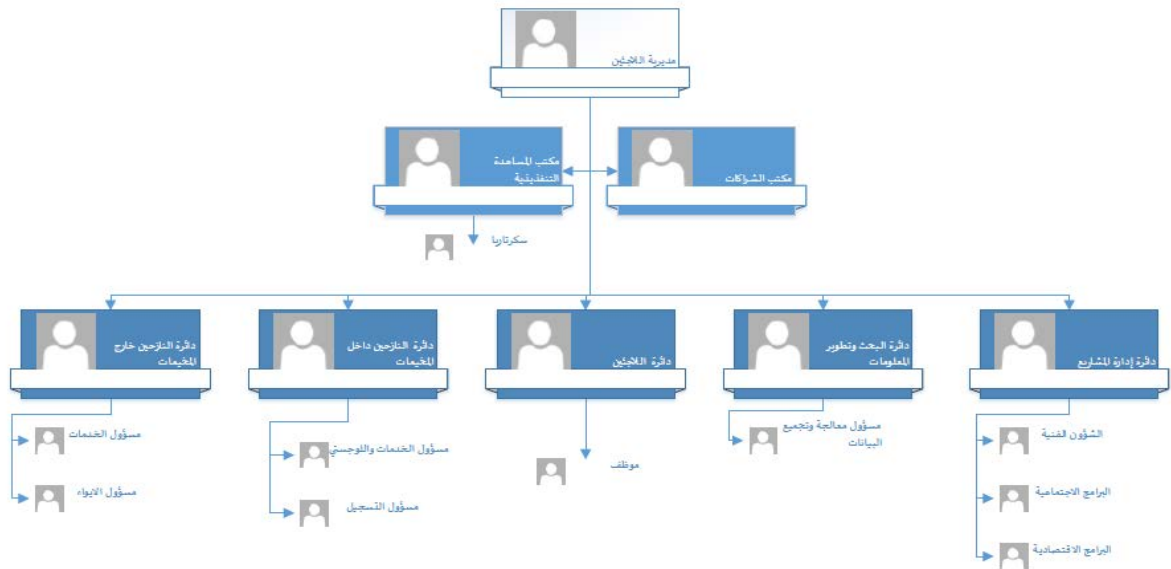 مديرية اللاجئين
مكتب الشراكات
مكتب المساعدة
التنفذيذية
سكرتاريا
دائرة إدارة المشاريع
دائرة البحث وتطوير
المعلومات
دائرة اللاجئين
دائرة النازحين داخل
المخيمات
دائرة النازحين خارج
المخيمات
الشؤون الفنية
البرامج الاجتماعية
البرامج الاقتصادية
مسؤول معالجة وتجميع
البيانات
موظف
مسؤول الخدمات واللوجستي
مسؤول التسجيل
مسؤول الخدمات
مسؤول الايواء